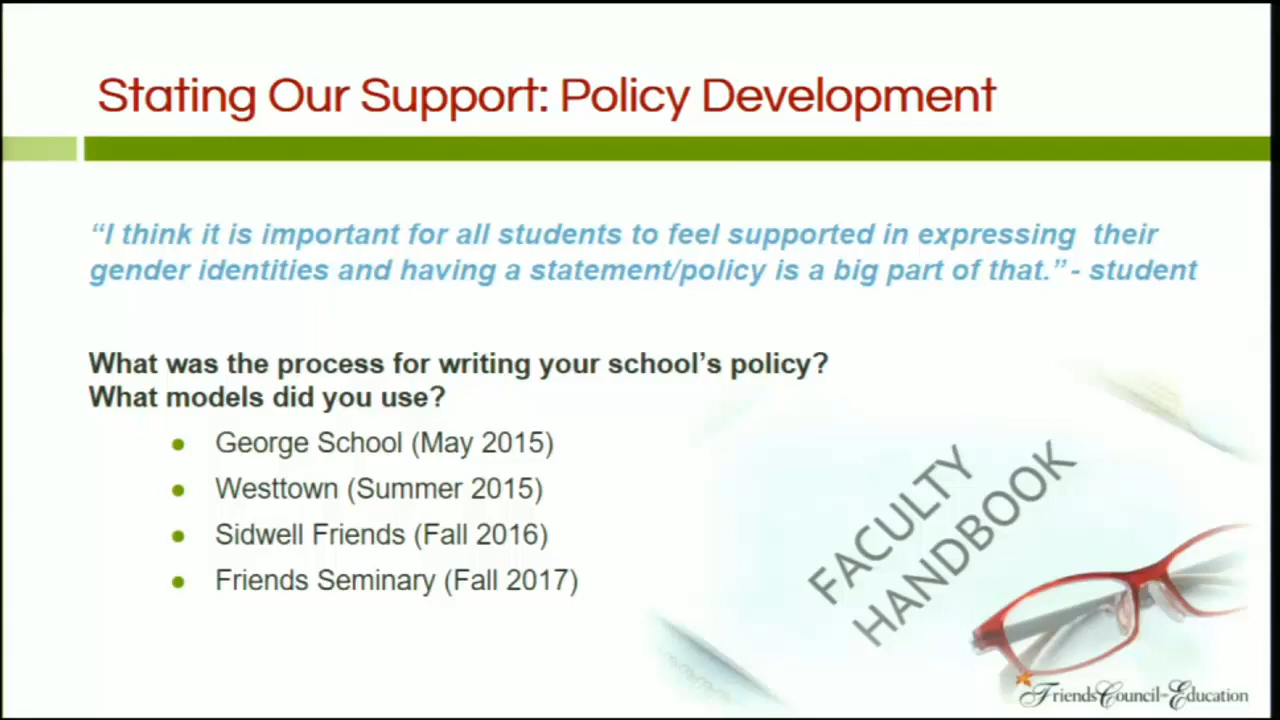 Stating Our Support: Policy Development
“I think it is important for all students to feel supported in expressing  their
gender identities and having a statement/policy is a big part of that.” - student
What was the process for writing your school’s policy?
What models did you use?
● George School (May 2015)
● Westtown (Summer 2015)
● Sidwell Friends (Fall 2016)
● Friends Seminary (Fall 2017)
FACULTY
HANDBOOK
Friends Council on Education